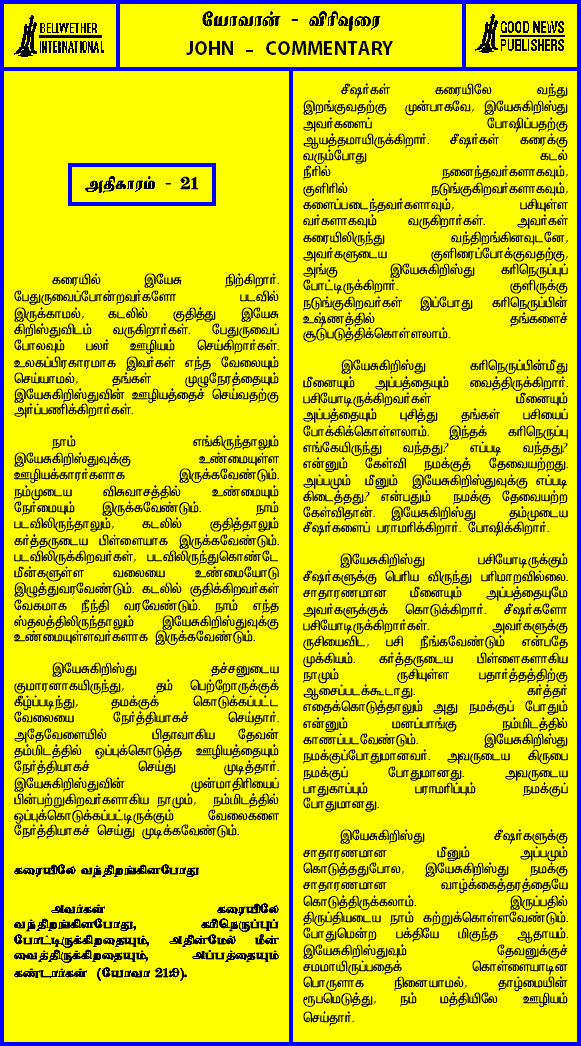 BELWETHER
INTERNATIONAL
யோவான் - விரிவுரை
JOHN - COMMENTARY
GOOD NEWS
PUBLISHERS
அதிகாரம் - 21
கரையில் இயேசு நிற்கிறார்.
பேதுருவைப்போன்றவர்களோ படவில்
இருக்காமல், கடலில் குதித்து இயேசு
கிறிஸ்துவிடம் வருகிறார்கள். பேதுருவைப்
போலவும் பலர் ஊழியம் செய்கிறார்கள்.
உலகப்பிரகாரமாக இவர்கள் எந்த வேலையும்
செய்யாமல், தங்கள் முழுநேரத்தையும்
இயேசுகிறிஸ்துவின் ஊழியத்தைச் செய்வதற்கு
அர்ப்பணிக்கிறார்கள்.
நாம் எங்கிருந்தாலும்
இயேசுகிறிஸ்துவுக்கு உண்மையுள்ள
ஊழியக்காரர்களாக இருக்கவேண்டும்.
நம்முடைய விசுவாசத்தில் உண்மையும்
நேர்மையும் இருக்கவேண்டும். நாம்
படவிலிருந்தாலும், கடலில் குதித்தாலும்
கர்த்தருடைய பிள்ளையாக இருக்கவேண்டும்.
படவிலிருக்கிறவர்கள், படவிலிருந்துகொண்டே
மீன்களுள்ள வலையை உண்மையோடு
இழுத்துவரவேண்டும். கடலில் குதிக்கிறவர்கள்
வேகமாக நீந்தி வரவேண்டும். நாம் எந்த
ஸ்தலத்திலிருந்தாலும் இயேசுகிறிஸ்துவுக்கு
உண்மையுள்ளவர்களாக இருக்கவேண்டும்.
இயேசுகிறிஸ்து தச்சனுடைய
குமாரனாகயிருந்து, தம் பெற்றோருக்குக்
கீழ்ப்படிந்து, தமக்குக் கொடுக்கப்பட்ட
வேலையை நேர்த்தியாகச் செய்தார்.
அதேவேளையில் பிதாவாகிய தேவன்
தம்மிடத்தில் ஒப்புக்கொடுத்த ஊழியத்தையும்
நேர்த்தியாகச் செய்து முடித்தார்.
இயேசுகிறிஸ்துவின் முன்மாதிரியைப்
பின்பற்றுகிறவர்களாகிய நாமும், நம்மிடத்தில்
ஒப்புக்கொடுக்கப்பட்டிருக்கும் வேலைகளை
நேர்த்தியாகச் செய்து முடிக்கவேண்டும்.
கரையிலே வந்திறங்கினபோது
அவர்கள் கரையிலே
வந்திறங்கினபோது, கரிநெருப்புப்
போட்டிருக்கிறதையும், அதின்மேல் மீன்
வைத்திருக்கிறதையும், அப்பத்தையும்
கண்டார்கள் (யோவா 21:9).
சீஷர்கள் கரையிலே வந்து
இறங்குவதற்கு முன்பாகவே, இயேசுகிறிஸ்து
அவர்களைப் போஷிப்பதற்கு
ஆயத்தமாயிருக்கிறார். சீஷர்கள் கரைக்கு
வரும்போது கடல்
நீரில் நனைந்தவர்களாகவும்,
குளிரில் நடுங்குகிறவர்களாகவும்,
களைப்படைந்தவர்களாவும், பசியுள்ள
வர்களாகவும் வருகிறார்கள். அவர்கள்
கரையிலிருந்து வந்திறங்கினவுடனே,
அவர்களுடைய குளிரைப்போக்குவதற்கு,
அங்கு இயேசுகிறிஸ்து கரிநெருப்புப்
போட்டிருக்கிறார். குளிருக்கு
நடுங்குகிறவர்கள் இப்போது கரிநெருப்பின்
உஷ்ணத்தில் தங்களைச்
சூடுபடுத்திக்கொள்ளலாம்.
இயேசுகிறிஸ்து கரிநெருப்பின்மீது
மீனையும் அப்பத்தையும் வைத்திருக்கிறார்.
பசியோடிருக்கிறவர்கள் மீனையும்
அப்பத்தையும் புசித்து தங்கள் பசியைப்
போக்கிக்கொள்ளலாம். இந்தக் கரிநெருப்பு
எங்கேயிருந்து வந்தது? எப்படி வந்தது?
என்னும் கேள்வி நமக்குத் தேவையற்றது.
அப்பமும் மீனும் இயேசுகிறிஸ்துவுக்கு எப்படி
கிடைத்தது? என்பதும் நமக்கு தேவையற்ற
கேள்விதான். இயேசுகிறிஸ்து தம்முடைய
சீஷர்களைப் பராமரிக்கிறார். போஷிக்கிறார்.
இயேசுகிறிஸ்து பசியோடிருக்கும்
சீஷர்களுக்கு பெரிய விருந்து பரிமாறவில்லை.
சாதாரணமான மீனையும் அப்பத்தையுமே
அவர்களுக்குக் கொடுக்கிறார். சீஷர்களோ
பசியோடிருக்கிறார்கள். அவர்களுக்கு
ருசியைவிட, பசி நீங்கவேண்டும் என்பதே
முக்கியம். கர்த்தருடைய பிள்ளைகளாகிய
நாமும் ருசியுள்ள பதார்த்தத்திற்கு
ஆசைப்படக்கூடாது. கர்த்தர்
எதைக்கொடுத்தாலும் அது நமக்குப் போதும்
என்னும் மனப்பாங்கு நம்மிடத்தில்
காணப்படவேண்டும். இயேசுகிறிஸ்து
நமக்குப்போதுமானவர். அவருடைய கிருபை
நமக்குப் போதுமானது. அவருடைய
பாதுகாப்பும் பராமரிப்பும் நமக்குப்
போதுமானது.
இயேசுகிறிஸ்து சீஷர்களுக்கு
சாதாரணமான மீனும் அப்பமும்
கொடுத்ததுபோல, இயேசுகிறிஸ்து நமக்கு
சாதாரணமான வாழ்க்கைத்தரத்தையே
கொடுத்திருக்கலாம். இருப்பதில்
திருப்தியடைய நாம் கற்றுக்கொள்ளவேண்டும்.
போதுமென்ற பக்தியே மிகுந்த ஆதாயம்.
இயேசுகிறிஸ்துவும் தேவனுக்குச்
சமமாயிருப்பதைக் கொள்ளையாடின
பொருளாக நினையாமல், தாழ்மையின்
ரூபமெடுத்து, நம் மத்தியிலே ஊழியம்
செய்தார்.